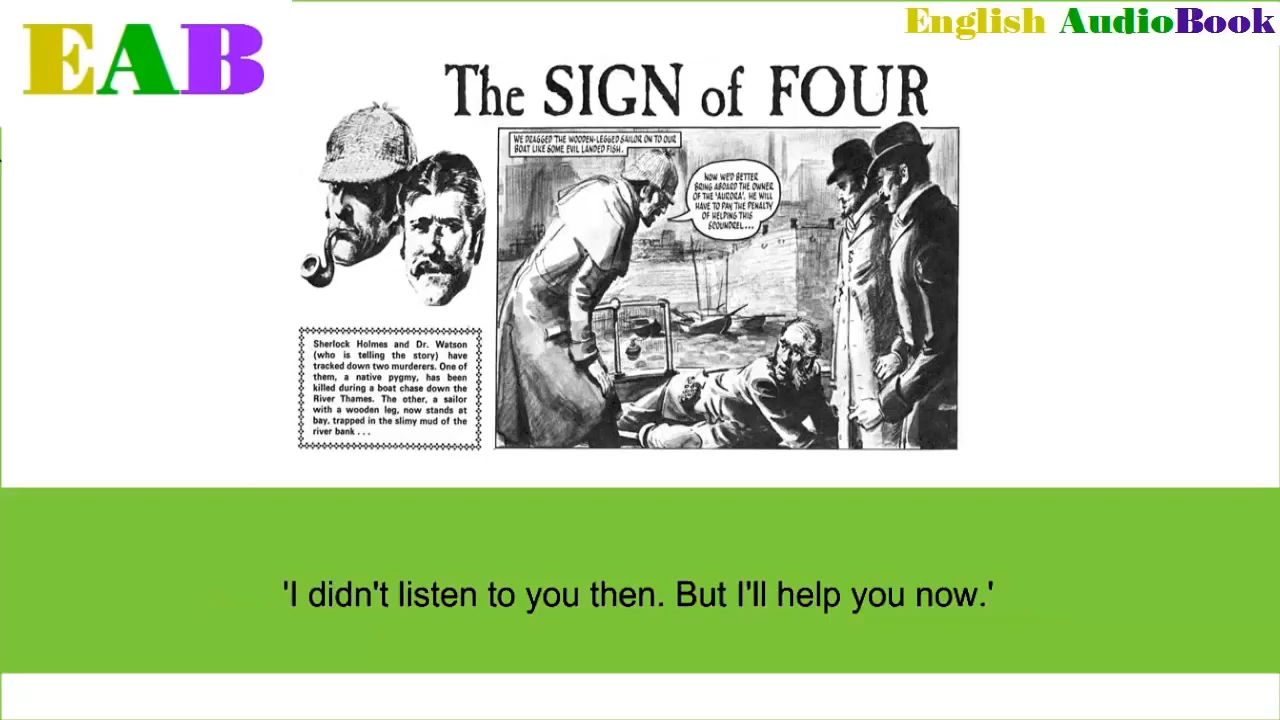 EAB
English AudioBook
The SIGN of FOUR
WE DRAGGED THE WOODEN-LEGGED SAILOR ON TO OUR
BOAT LIKE SOME EVIL LANDED FISH.
NOW WE'D BETTER
BRING ABOARD THE OWNER
OF THE 'AURORA'. HE WILL
HAVE TO PAY THE PENALTY
OF HELPING THIS
SCOUNDREL...
Sherlock Holmes and Dr. Watson
(who is telling the story) have
tracked down two murderers. One of
them, a native pygmy, has been
killed during a boat chase down the
River Thames. The other, a sailor
with a wooden leg, now stands at
bay, trapped in the slimy mud of the
river bank . . .
'I didn't listen to you then. But I'll help you now.'